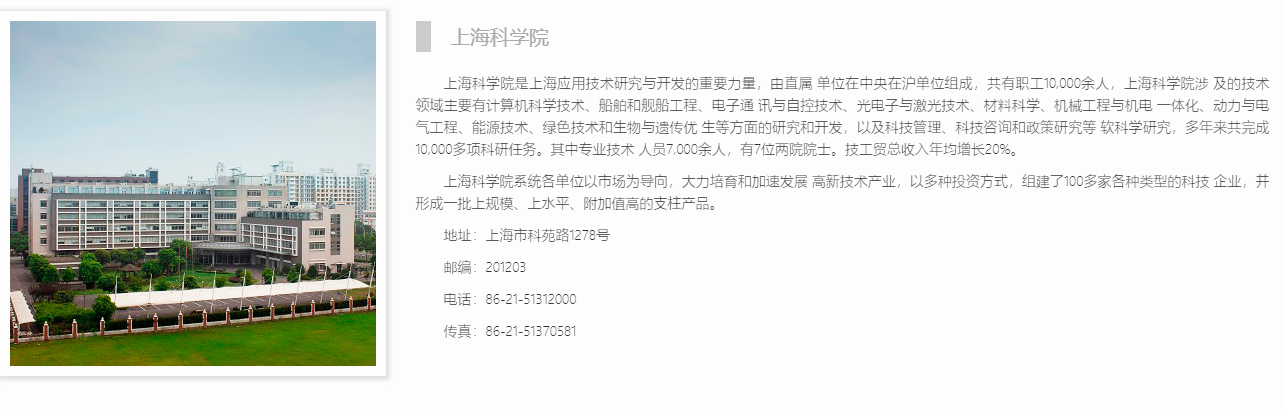 上海科学院
上海科学院是上海应用技术研究与开发的重要力量，由直属 单位在中央在沪单位组成，共有职工10,000余人，上海科学院涉 及的技术
领域主要有计算机科学技术、船舶和舰船工程、电子通 讯与自控技术、光电子与激光技术、材料科学、机械工程与机电 一体化、动力与电
气工程、能源技术、绿色技术和生物与遗传优 生等方面的研究和开发，以及科技管理、科技咨询和政策研究等 软科学研究，多年来共完成
10,000多项科研任务。其中专业技术 人员7,000余人，有7位两院院士。技工贸总收入年均增长20%。
上海科学院系统各单位以市场为导向，大力培育和加速发展 高新技术产业，以多种投资方式，组建了100多家各种类型的科技 企业，并
形成一批上规模、上水平、附加值高的支柱产品。
地址：上海市科苑路1278号
邮编：201203
电话：86-21-51312000
传真：86-21-51370581